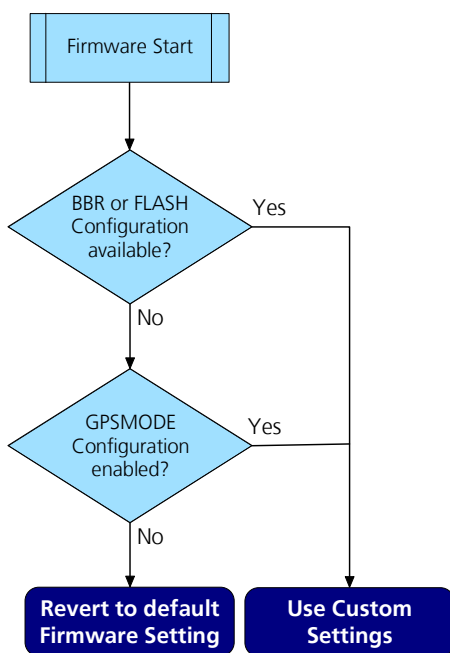 Firmware Start
BBR or FLASH
Configuration
available?
Yes
No
GPSMODE
Configuration
enabled?
Yes
No
Revert to default
Firmware Setting
Use Custom
Settings